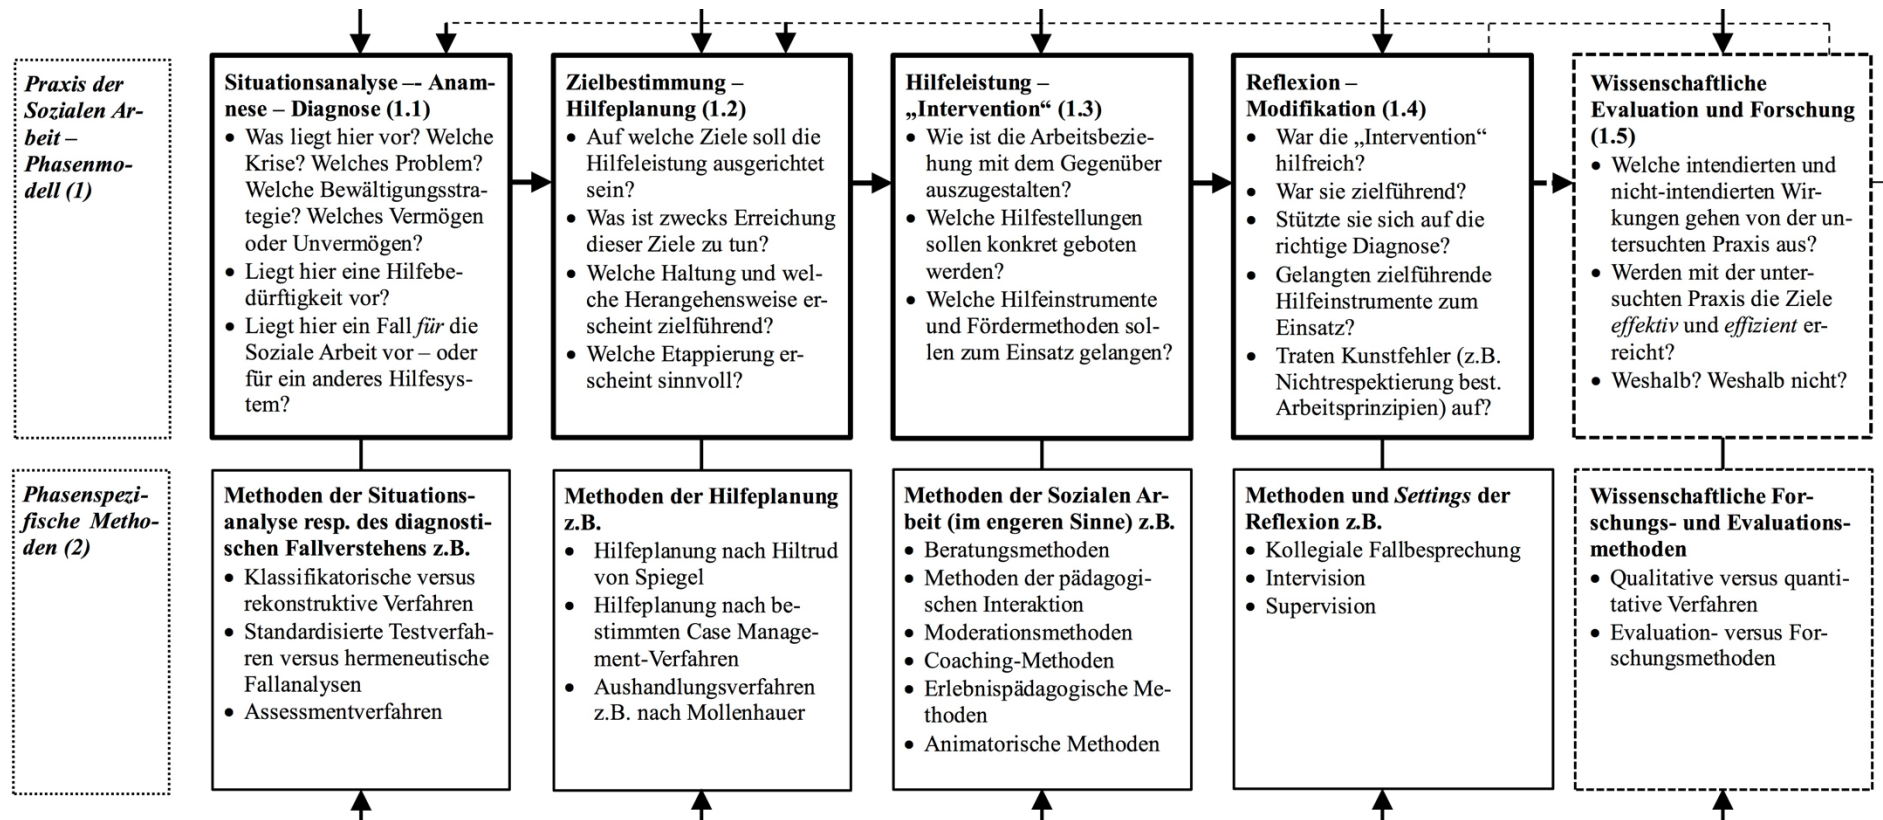 Praxis der
Sozialen Ar-
beit –
Phasenmo-
dell (1)
Situationsanalyse –- Anam-
nese – Diagnose (1.1)
• Was liegt hier vor? Welche
Krise? Welches Problem?
Welche Bewältigungsstra-
tegie? Welches Vermögen
oder Unvermögen?
• Liegt hier eine Hilfebe-
dürftigkeit vor?
• Liegt hier ein Fall für die
Soziale Arbeit vor – oder
für ein anderes Hilfesys-
tem?
Zielbestimmung –
Hilfeplanung (1.2)
• Auf welche Ziele soll die
Hilfeleistung ausgerichtet
sein?
• Was ist zwecks Erreichung
dieser Ziele zu tun?
• Welche Haltung und wel-
che Herangehensweise er-
scheint zielführend?
• Welche Etappierung er-
scheint sinnvoll?
Hilfeleistung –
„Intervention“ (1.3)
• Wie ist die Arbeitsbezie-
hung mit dem Gegenüber
auszugestalten?
• Welche Hilfestellungen
sollen konkret geboten
werden?
• Welche Hilfeinstrumente
und Fördermethoden sol-
len zum Einsatz gelangen?
Reflexion –
Modifikation (1.4)
• War die „Intervention“
hilfreich?
• War sie zielführend?
• Stützte sie sich auf die
richtige Diagnose?
• Gelangten zielführende
Hilfeinstrumente zum
Einsatz?
• Traten Kunstfehler (z.B.
Nichtrespektierung best.
Arbeitsprinzipien) auf?
Wissenschaftliche
Evaluation und Forschung
(1.5)
• Welche intendierten und
nicht-intendierten Wir-
kungen gehen von der un-
tersuchten Praxis aus?
• Werden mit der unter-
suchten Praxis die Ziele
effektiv und effizient er-
reicht?
• Weshalb? Weshalb nicht?
Phasenspezi-
fische Metho-
den (2)
Methoden der Situations-
analyse resp. des diagnosti-
schen Fallverstehens z.B.
• Klassifikatorische versus
rekonstruktive Verfahren
• Standardisierte Testverfah-
ren versus hermeneutische
Fallanalysen
• Assessmentverfahren
Methoden der Hilfeplanung
z.B.
• Hilfeplanung nach Hiltrud
von Spiegel
• Hilfeplanung nach be-
stimmten Case Manage-
ment-Verfahren
• Aushandlungsverfahren
z.B. nach Mollenhauer
Methoden der Sozialen Ar-
beit (im engeren Sinne) z.B.
• Beratungsmethoden
• Methoden der pädagogi-
schen Interaktion
• Moderationsmethoden
• Coaching-Methoden
• Erlebnispädagogische Me-
thoden
• Animatorische Methoden
Methoden und Settings der
Reflexion z.B.
• Kollegiale Fallbesprechung
• Intervision
• Supervision
Wissenschaftliche For-
schungs- und Evaluations-
methoden
• Qualitative versus quanti-
tative Verfahren
• Evaluation- versus For-
schungsmethoden